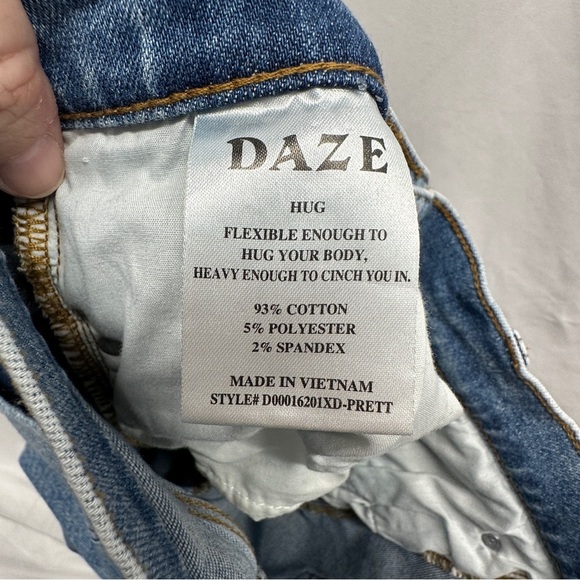 DAZE
HUG
FLEXIBLE ENOUGH TO
HUG YOUR BODY,
HEAVY ENOUGH TO CINCH YOU IN.
93% COTTON
5% POLYESTER
2% SPANDEX
MADE IN VIETNAM
STYLE# D00016201XD-PRETT